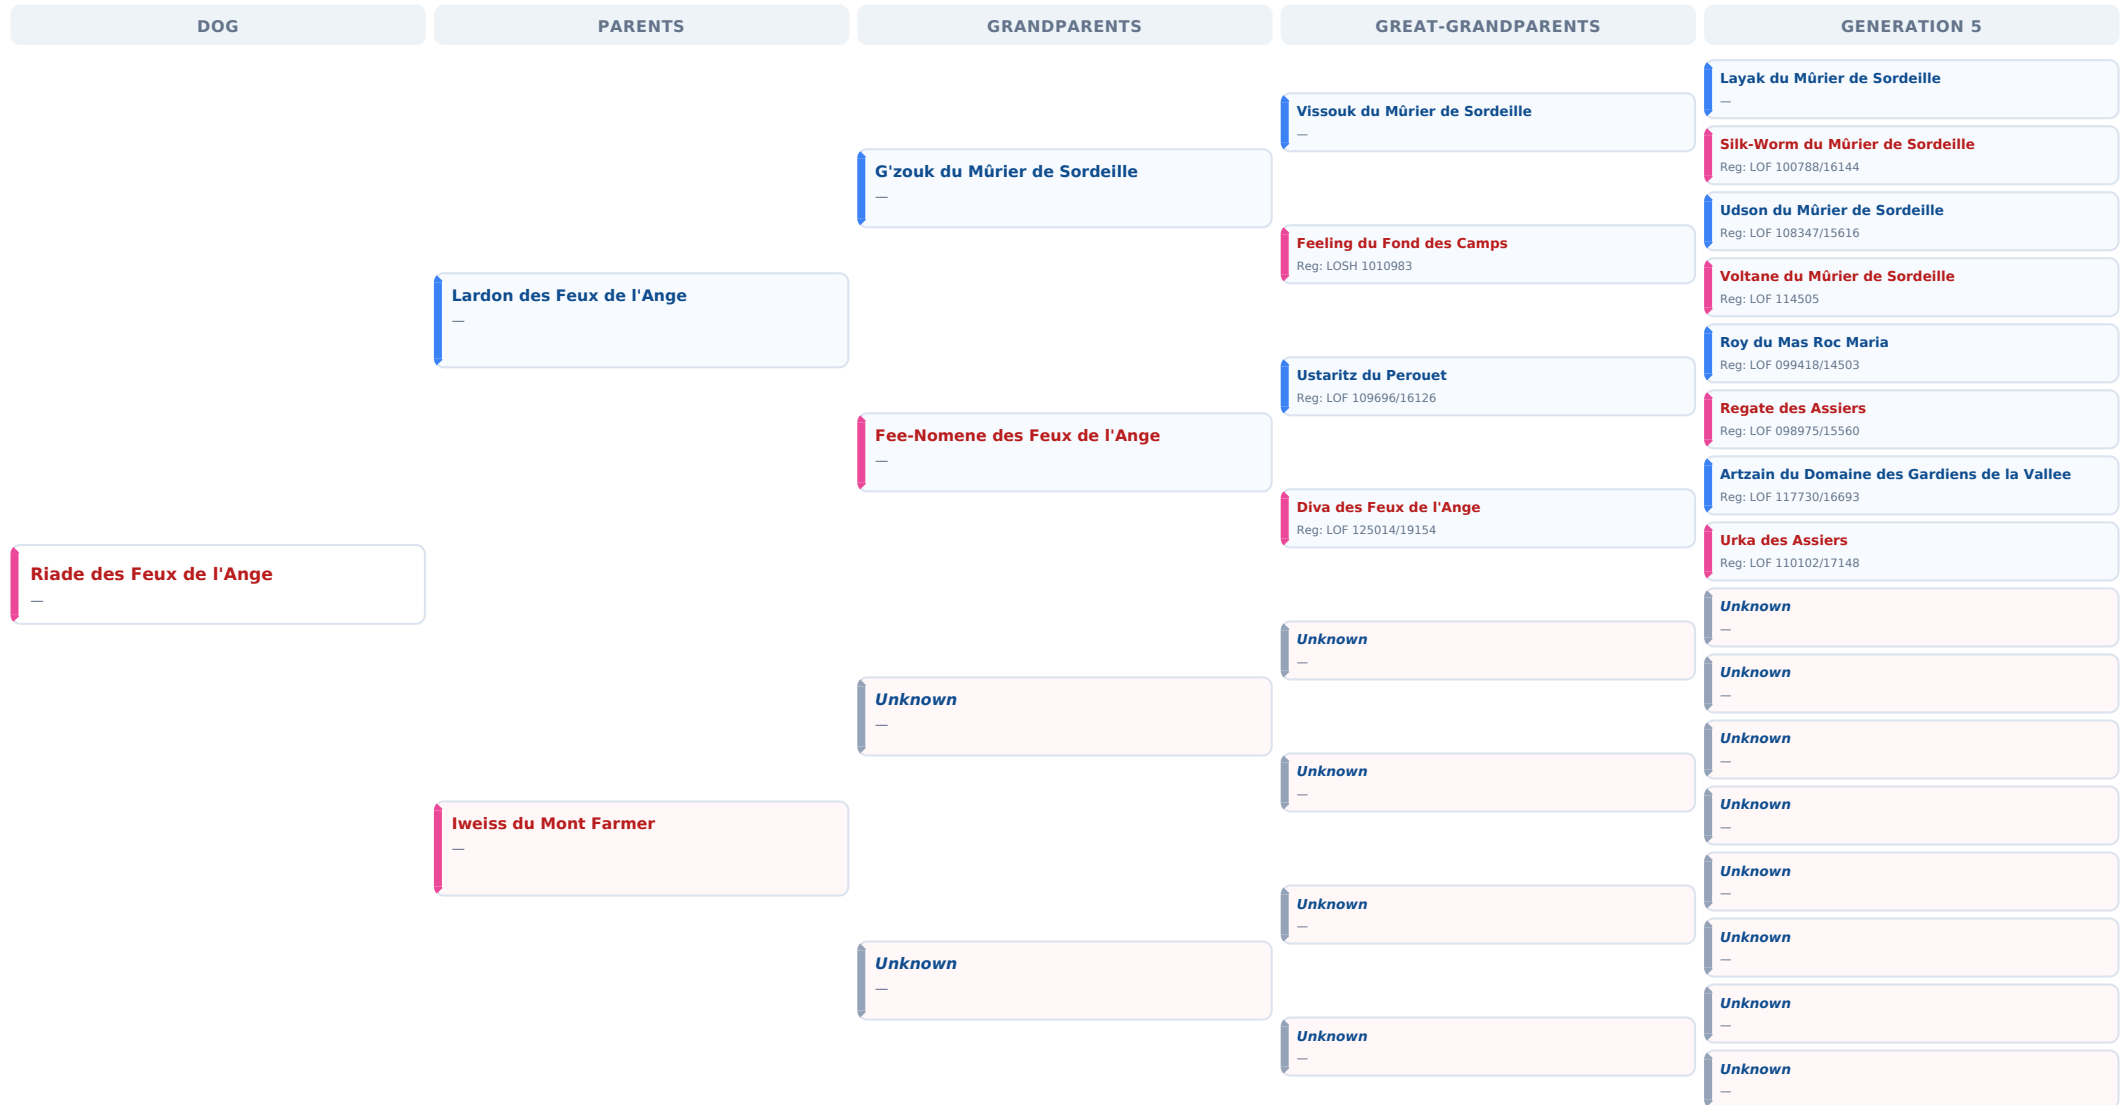 DOG
PARENTS
GRANDPARENTS
GREAT-GRANDPARENTS
GENERATION 5
Riade des Feux de l'Ange
—
Lardon des Feux de l'Ange
—
Iweiss du Mont Farmer
—
G'zouk du Mûrier de Sordeille
—
Fee-Nomene des Feux de l'Ange
—
Unknown
—
Unknown
—
Vissouk du Mûrier de Sordeille
—
Feeling du Fond des Camps
Reg: LOSH 1010983
Ustaritz du Perouet
Reg: LOF 109696/16126
Diva des Feux de l'Ange
Reg: LOF 125014/19154
Unknown
—
Unknown
—
Unknown
—
Unknown
—
Layak du Mûrier de Sordeille
—
Silk-Worm du Mûrier de Sordeille
Reg: LOF 100788/16144
Udson du Mûrier de Sordeille
Reg: LOF 108347/15616
Voltane du Mûrier de Sordeille
Reg: LOF 114505
Roy du Mas Roc Maria
Reg: LOF 099418/14503
Regate des Assiers
Reg: LOF 098975/15560
Artzain du Domaine des Gardiens de la Vallee
Reg: LOF 117730/16693
Urka des Assiers
Reg: LOF 110102/17148
Unknown
—
Unknown
—
Unknown
—
Unknown
—
Unknown
—
Unknown
—
Unknown
—
Unknown
—